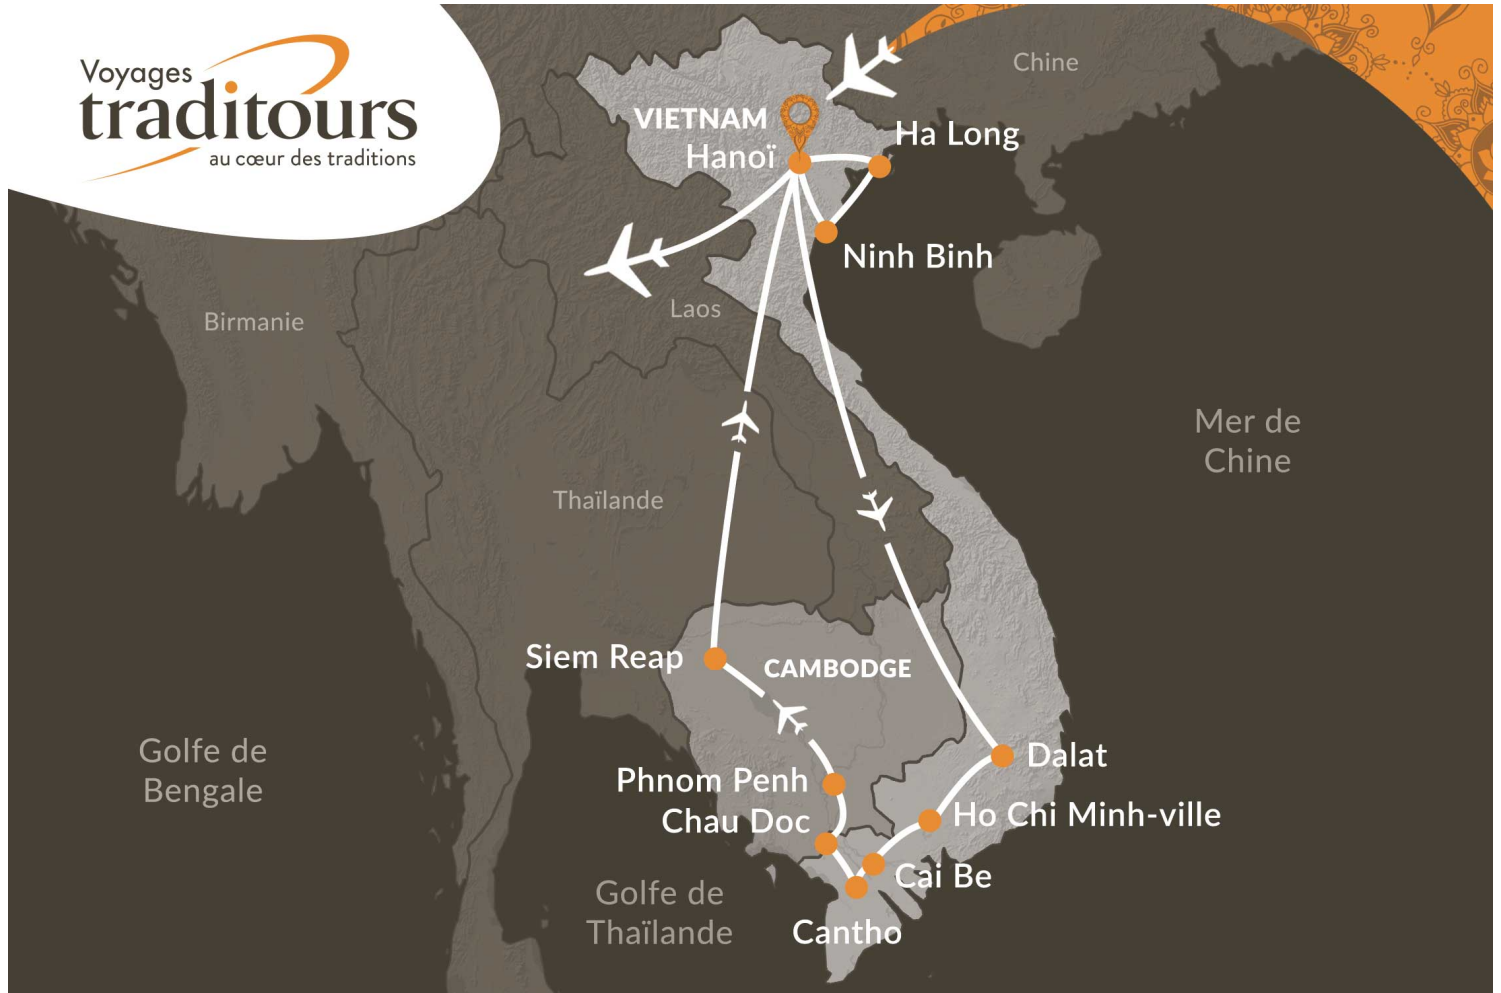 Voyages
traditours
au cœur des traditions
Chine
VIETNAM
Hanoï
Ha Long
Ninh Binh
Laos
Birmanie
Mer de
Chine
Thaïlande
Siem Reap
CAMBODGE
Golfe de
Bengale
Dalat
Phnom Penh
Chau Doc
Ho Chi Minh-ville
Cai Be
Golfe de
Thaïlande
Cantho